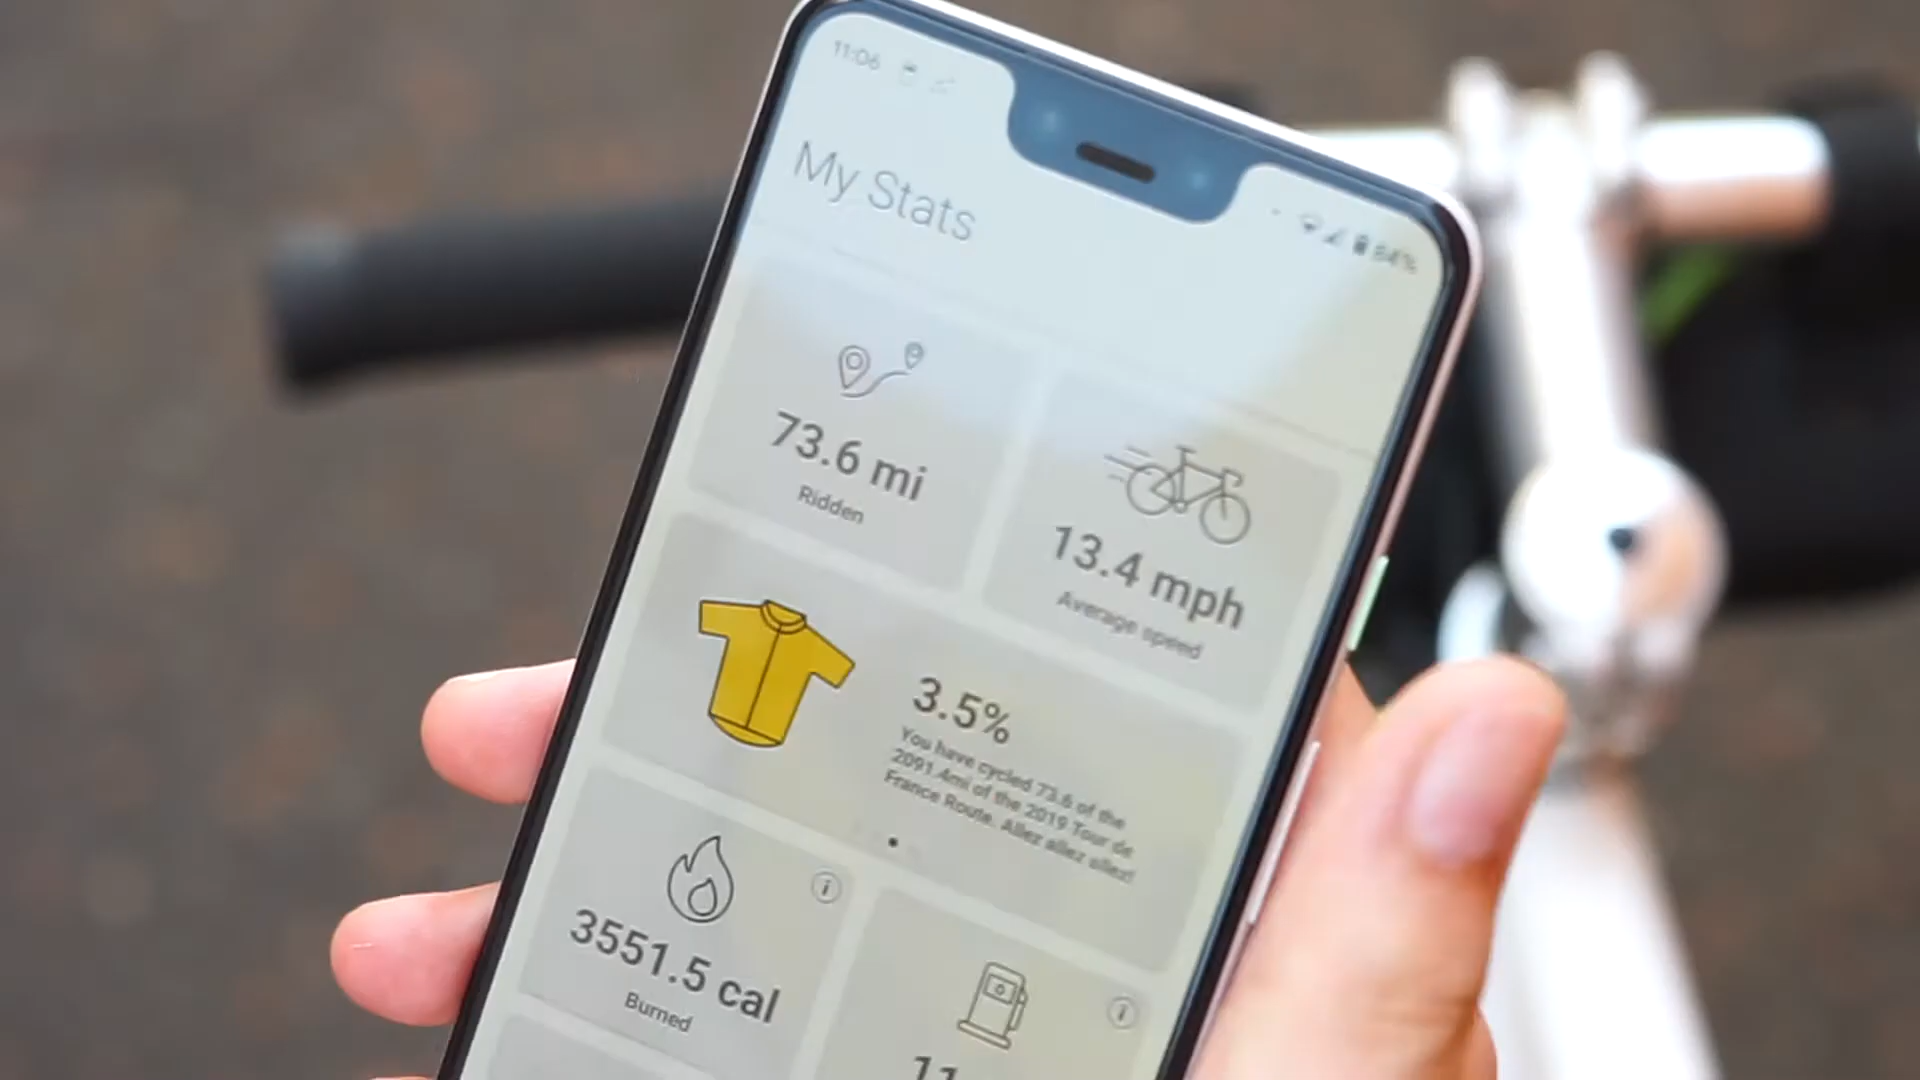 11:06
84%
My Stats
73.6 mi
Ridden
13.4 mph
Average speed
3.5%
You have cycled 73.6 of the
2091.4mi of the 2019 Tour de
France Route. Allez allez allez!
3551.5 cal
Burned
11